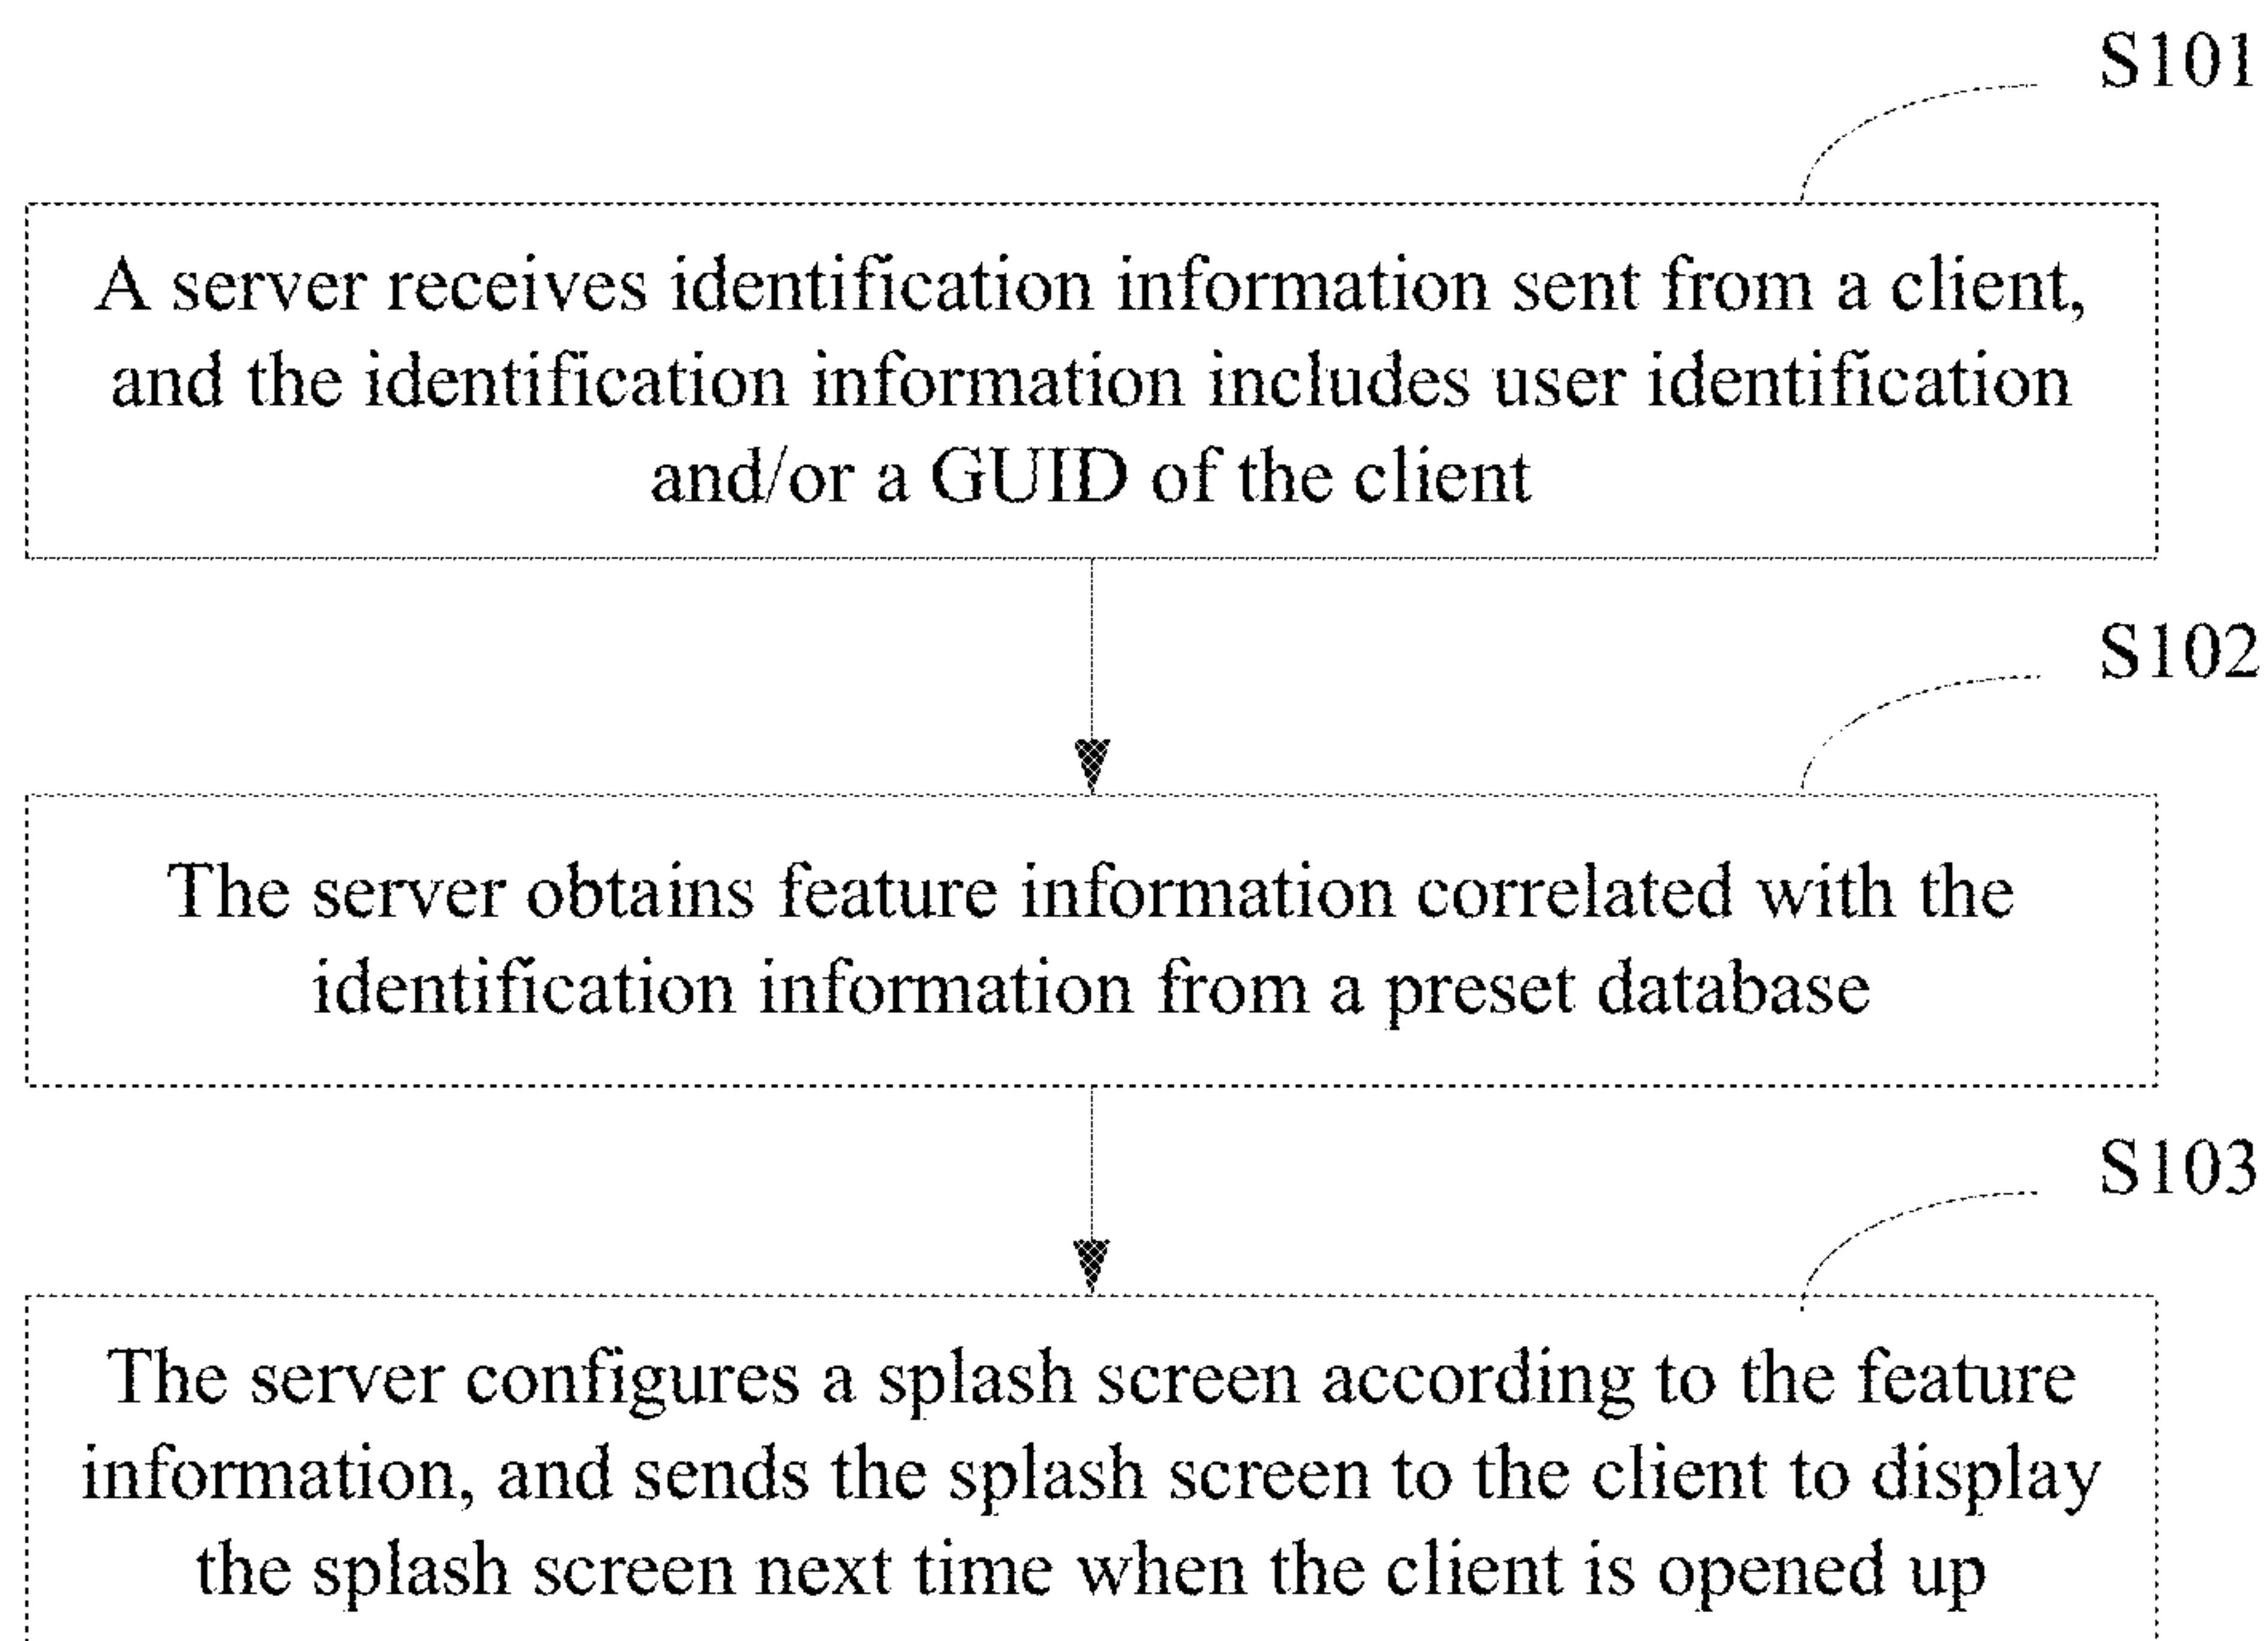 S101
A server receives identification information sent from a client,
and the identification information includes user identification
and/or a GUID of the client
S102
The server obtains feature information correlated with the
identification information from a preset database
S103
The server configures a splash screen according to the feature
information, and sends the splash screen to the client to display
the splash screen next time when the client is opened up